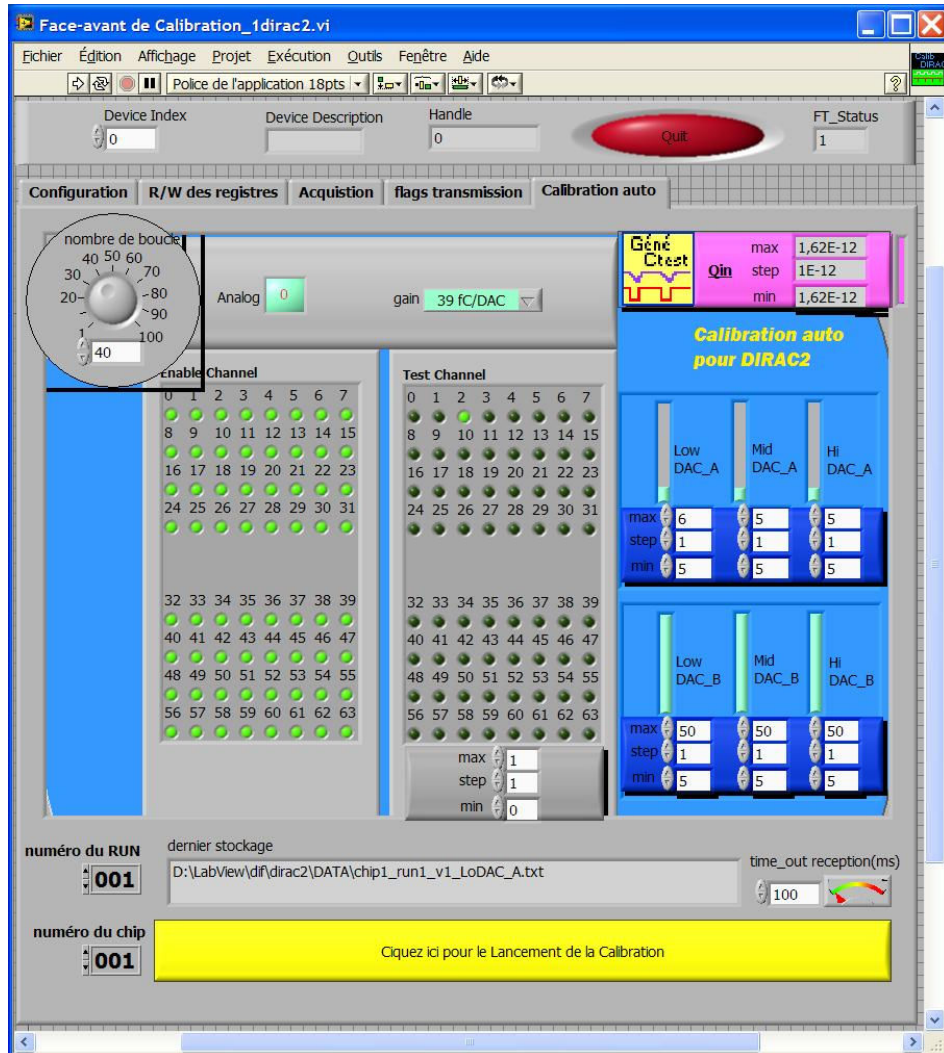 Face-avant de Calibration_1dirac2.vi
Fichier Édition Affichage Projet Exécution Outils Fenêtre Aide
Police de l'application 18pts
Calib
DIRAC
Device Index
0
Device Description
Handle
0
Quit
FT_Status
1
Configuration R/W des registres Acquistion flags transmission Calibration auto
nombre de boucle
40 50 60
30 70
20 80
90
1 100
40
Analog 0
gain 39 fC/DAC
Géné
Ctest
Qin
max 1,62E-12
step 1E-12
min 1,62E-12
Calibration auto
pour DIRAC2
Enable Channel
0 1 2 3 4 5 6 7
8 9 10 11 12 13 14 15
16 17 18 19 20 21 22 23
24 25 26 27 28 29 30 31
32 33 34 35 36 37 38 39
40 41 42 43 44 45 46 47
48 49 50 51 52 53 54 55
56 57 58 59 60 61 62 63
Test Channel
0 1 2 3 4 5 6 7
8 9 10 11 12 13 14 15
16 17 18 19 20 21 22 23
24 25 26 27 28 29 30 31
32 33 34 35 36 37 38 39
40 41 42 43 44 45 46 47
48 49 50 51 52 53 54 55
56 57 58 59 60 61 62 63
max 1
step 1
min 0
Low DAC_A Mid DAC_A Hi DAC_A
max 6 5 5
step 1 1 1
min 5 5 5
Low DAC_B Mid DAC_B Hi DAC_B
max 50 50 50
step 1 1 1
min 5 5 5
numéro du RUN
001
dernier stockage
D:\LabView\dif\dirac2\DATA\chip1_run1_v1_LoDAC_A.txt
time_out reception(ms)
100
numéro du chip
001
Ciquez ici pour le Lancement de la Calibration